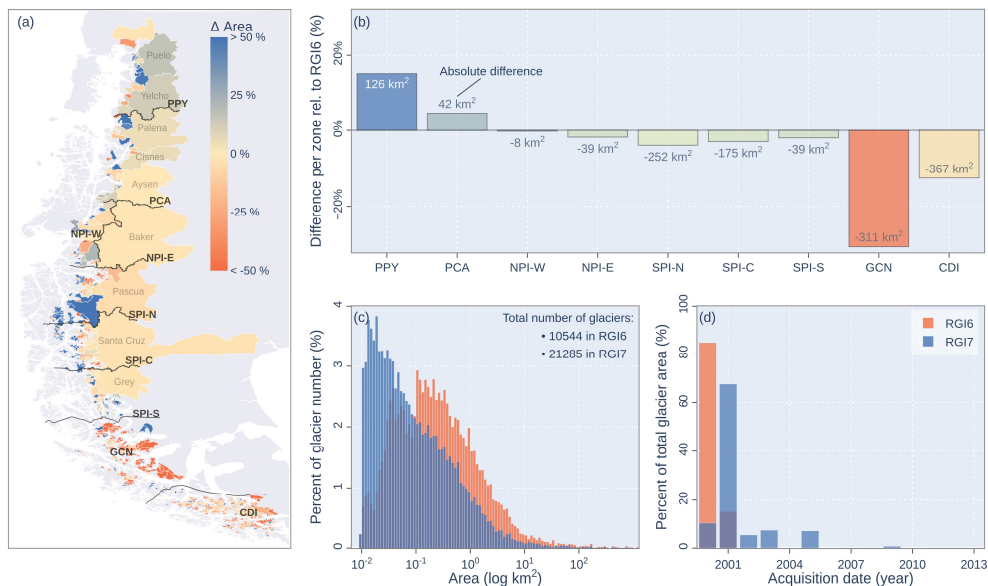 (a)
Δ Area
> 50 %
25 %
0 %
-25 %
< -50 %
Puelo
Yelcho
PPY
Palena
Cisnes
Aysen
PCA
NPI-W
Baker
NPI-E
Pascua
SPI-N
Santa Cruz
SPI-C
Grey
SPI-S
GCN
CDI
(b)
Difference per zone rel. to RGI6 (%)
20%
0%
-20%
Absolute difference
126 km²
42 km²
-8 km²
-39 km²
-252 km²
-175 km²
-39 km²
-311 km²
-367 km²
PPY PCA NPI-W NPI-E SPI-N SPI-C SPI-S GCN CDI
(c)
Total number of glaciers:
• 10544 in RGI6
• 21285 in RGI7
Percent of glacier number (%)
4
3
2
1
0
10⁻² 10⁻¹ 10⁰ 10¹ 10²
Area (log km²)
(d)
RGI6
RGI7
Percent of total glacier area (%)
100
80
60
40
20
0
2001 2004 2007 2010 2013
Acquisition date (year)